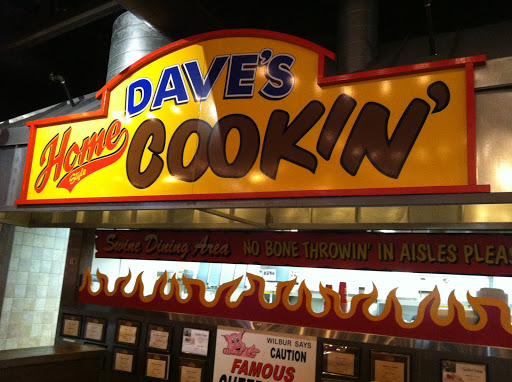 DAVE'S
Home
Style
COOKIN'
Swine Dining Area NO BONE THROWIN' IN AISLES PLEAS
WILBUR SAYS
CAUTION
FAMOUS